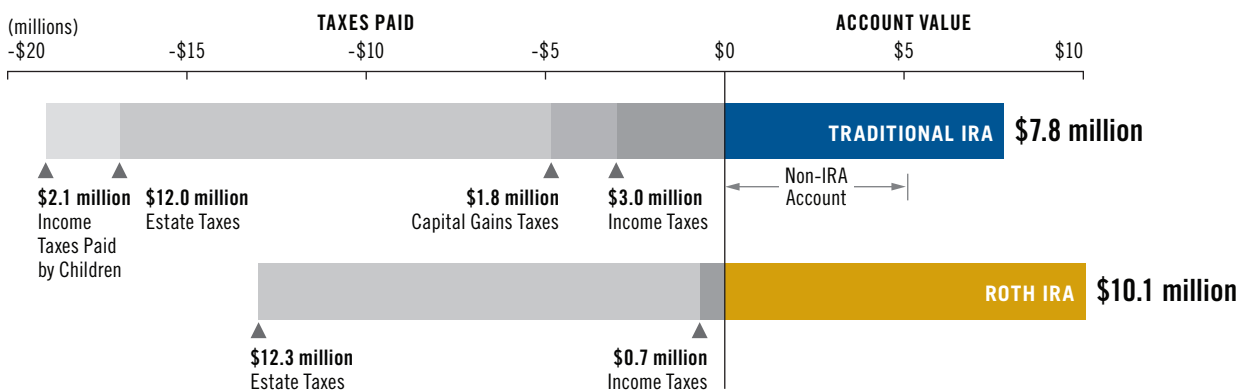 (millions)
TAXES PAID
ACCOUNT VALUE
-$20
-$15
-$10
-$5
$0
$5
$10
TRADITIONAL IRA
$7.8 million
Non-IRA
Account
$2.1 million
Income
Taxes Paid
by Children
$12.0 million
Estate Taxes
$1.8 million
Capital Gains Taxes
$3.0 million
Income Taxes
ROTH IRA
$10.1 million
$12.3 million
Estate Taxes
$0.7 million
Income Taxes